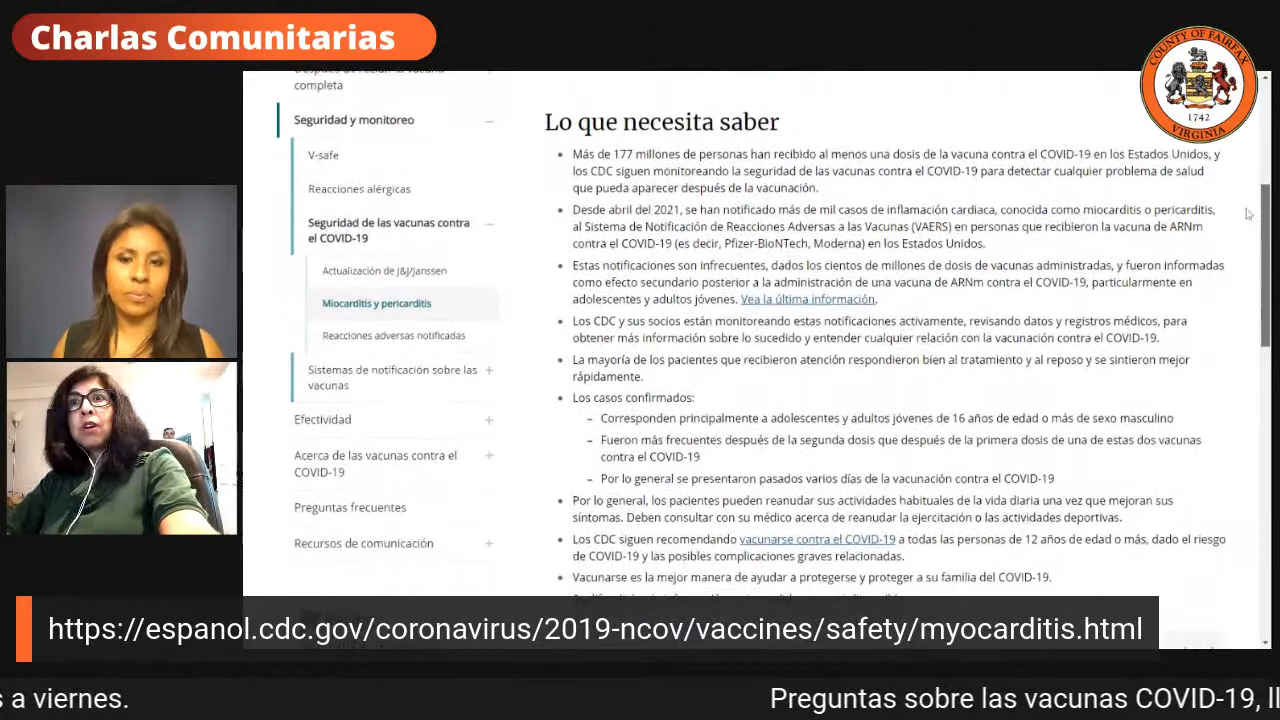 Charlas Comunitarias
COUNTY OF FAIRFAX
1742
VIRGINIA
completa
Seguridad y monitoreo
V-safe
Reacciones alérgicas
Seguridad de las vacunas contra
el COVID-19
Actualización de J&J/Janssen
Miocarditis y pericarditis
Reacciones adversas notificadas
Sistemas de notificación sobre las
vacunas
Efectividad
Acerca de las vacunas contra el
COVID-19
Preguntas frecuentes
Recursos de comunicación
Lo que necesita saber
Más de 177 millones de personas han recibido al menos una dosis de la vacuna contra el COVID-19 en los Estados Unidos, y
los CDC siguen monitoreando la seguridad de las vacunas contra el COVID-19 para detectar cualquier problema de salud
que pueda aparecer después de la vacunación.
Desde abril del 2021, se han notificado más de mil casos de inflamación cardiaca, conocida como miocarditis o pericarditis,
al Sistema de Notificación de Reacciones Adversas a las Vacunas (VAERS) en personas que recibieron la vacuna de ARNm
contra el COVID-19 (es decir, Pfizer-BioNTech, Moderna) en los Estados Unidos.
Estas notificaciones son infrecuentes, dados los cientos de millones de dosis de vacunas administradas, y fueron informadas
como efecto secundario posterior a la administración de una vacuna de ARNm contra el COVID-19, particularmente en
adolescentes y adultos jóvenes. Vea la última información.
Los CDC y sus socios están monitoreando estas notificaciones activamente, revisando datos y registros médicos, para
obtener más información sobre lo sucedido y entender cualquier relación con la vacunación contra el COVID-19.
La mayoría de los pacientes que recibieron atención respondieron bien al tratamiento y al reposo y se sintieron mejor
rápidamente.
Los casos confirmados:
– Corresponden principalmente a adolescentes y adultos jóvenes de 16 años de edad o más de sexo masculino
– Fueron más frecuentes después de la segunda dosis que después de la primera dosis de una de estas dos vacunas
contra el COVID-19
– Por lo general se presentaron pasados varios días de la vacunación contra el COVID-19
Por lo general, los pacientes pueden reanudar sus actividades habituales de la vida diaria una vez que mejoran sus
síntomas. Deben consultar con su médico acerca de reanudar la ejercitación o las actividades deportivas.
Los CDC siguen recomendando vacunarse contra el COVID-19 a todas las personas de 12 años de edad o más, dado el riesgo
de COVID-19 y las posibles complicaciones graves relacionadas.
Vacunarse es la mejor manera de ayudar a protegerse y proteger a su familia del COVID-19.
https://espanol.cdc.gov/coronavirus/2019-ncov/vaccines/safety/myocarditis.html
s a viernes.
Preguntas sobre las vacunas COVID-19, ll